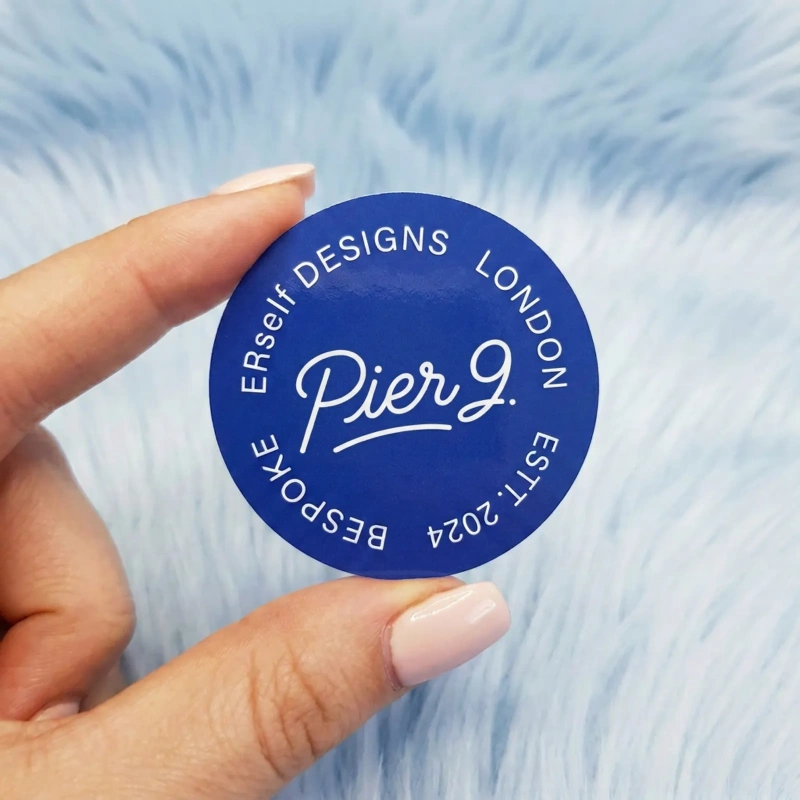 ERself DESIGNS LONDON ESTT. 2024 BESPOKE
Pier 9.